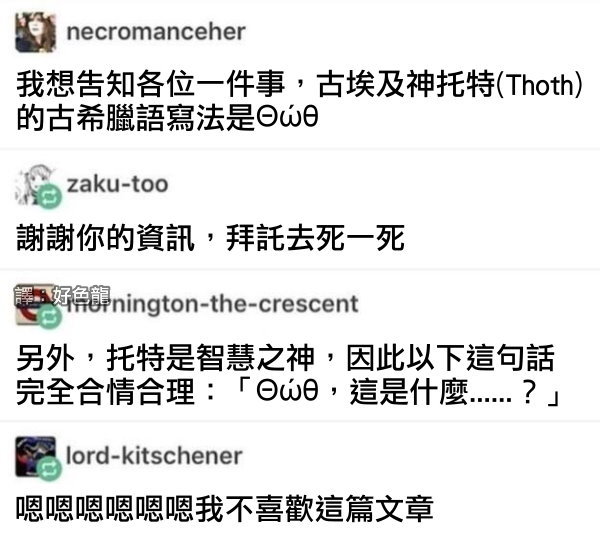 necromanceher
我想告知各位一件事，古埃及神托特(Thoth)
的古希臘語寫法是Θώθ
zaku-too
謝謝你的資訊，拜託去死一死
譯：好色龍
mornington-the-crescent
另外，托特是智慧之神，因此以下這句話
完全合情合理：「Θώθ，這是什麼......？」
lord-kitschener
嗯嗯嗯嗯嗯嗯我不喜歡這篇文章